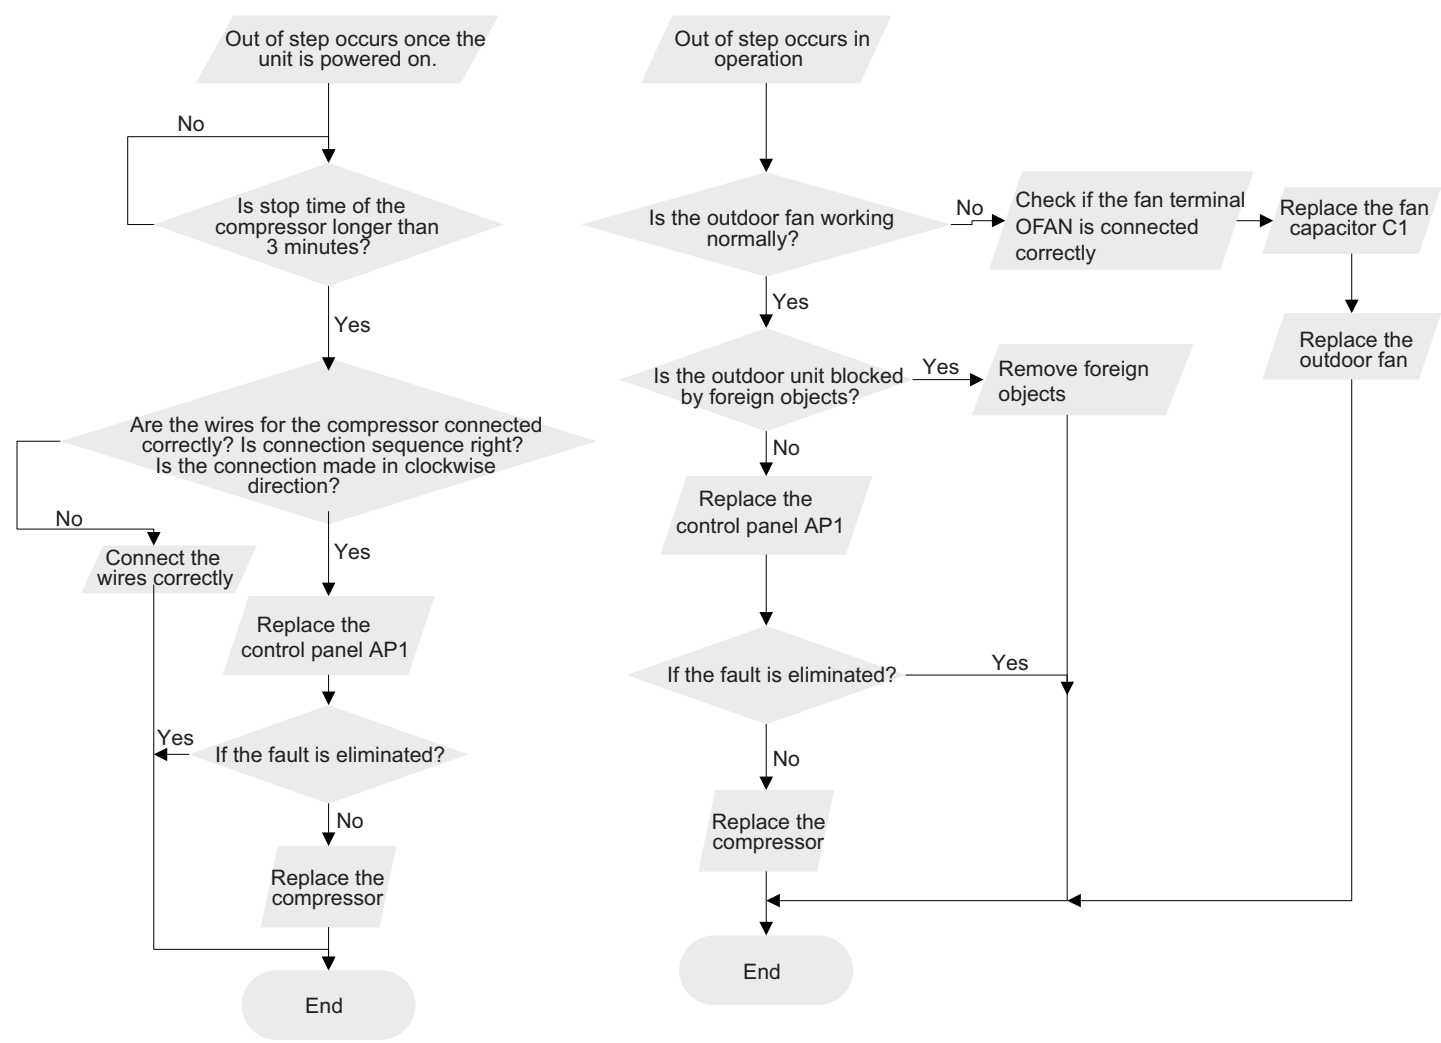 Out of step occurs once the
unit is powered on.
No
Is stop time of the
compressor longer than
3 minutes?
Yes
Are the wires for the compressor connected
correctly? Is connection sequence right?
Is the connection made in clockwise
direction?
No
Connect the
wires correctly
Yes
Replace the
control panel AP1
Yes
If the fault is eliminated?
No
Replace the
compressor
End
Out of step occurs in
operation
Is the outdoor fan working
normally?
No
Check if the fan terminal
OFAN is connected
correctly
Replace the fan
capacitor C1
Replace the
outdoor fan
Yes
Is the outdoor unit blocked
by foreign objects?
Yes
Remove foreign
objects
No
Replace the
control panel AP1
If the fault is eliminated?
Yes
No
Replace the
compressor
End